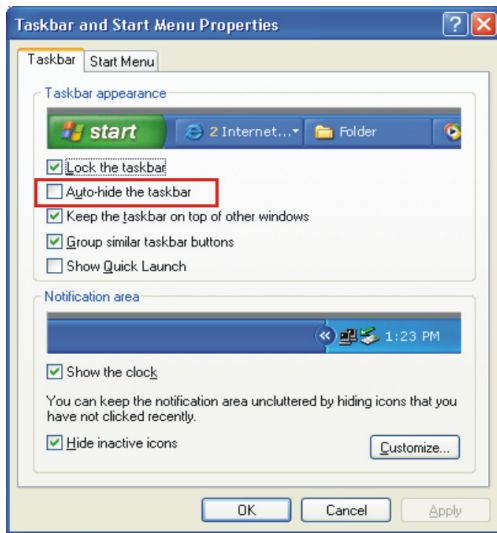 Taskbar and Start Menu Properties
Taskbar
Start Menu
Taskbar appearance
start
2 Internet...
Folder
Lock the taskbar
Auto-hide the taskbar
Keep the taskbar on top of other windows
Group similar taskbar buttons
Show Quick Launch
Notification area
1:23 PM
Show the clock
You can keep the notification area uncluttered by hiding icons that you
have not clicked recently.
Hide inactive icons
Customize...
OK
Cancel
Apply